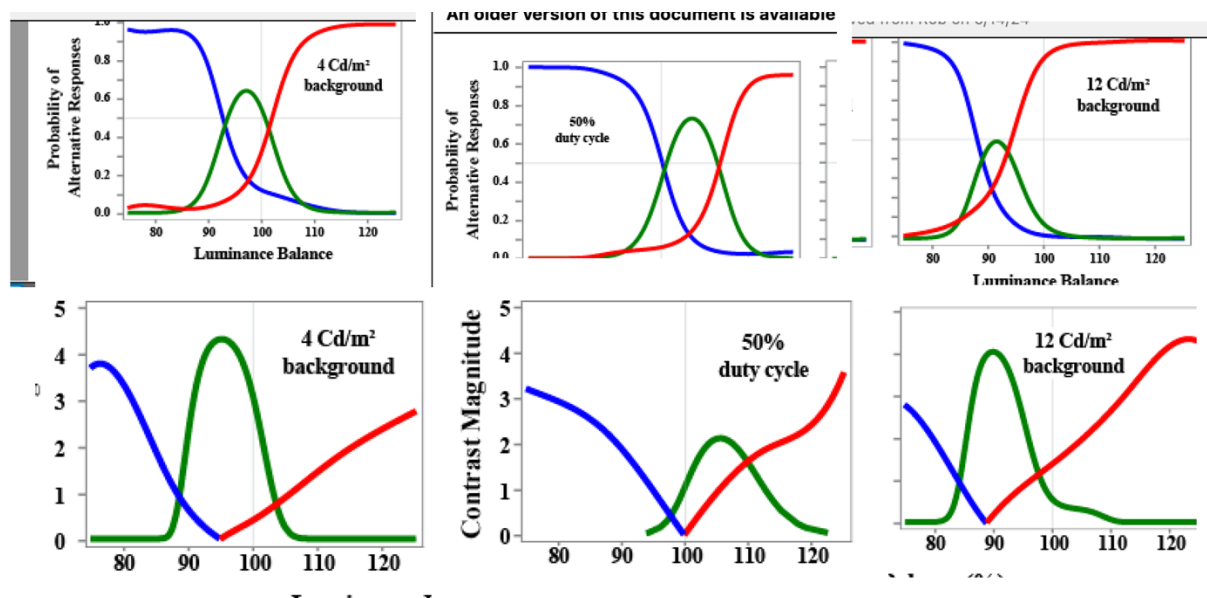 An older version of this document is available
1.0
0.8
0.6
0.4
0.2
0.0
Probability of
Alternative Responses
4 Cd/m²
background
80 90 100 110 120
Luminance Balance
1.0
0.8
0.6
0.4
0.2
0.0
Probability of
Alternative Responses
50%
duty cycle
12 Cd/m²
background
80 90 100 110 120
Luminance Balance
5
4
3
2
1
0
4 Cd/m²
background
80 90 100 110 120
5
4
3
2
1
0
Contrast Magnitude
50%
duty cycle
80 90 100 110 120
12 Cd/m²
background
80 90 100 110 120